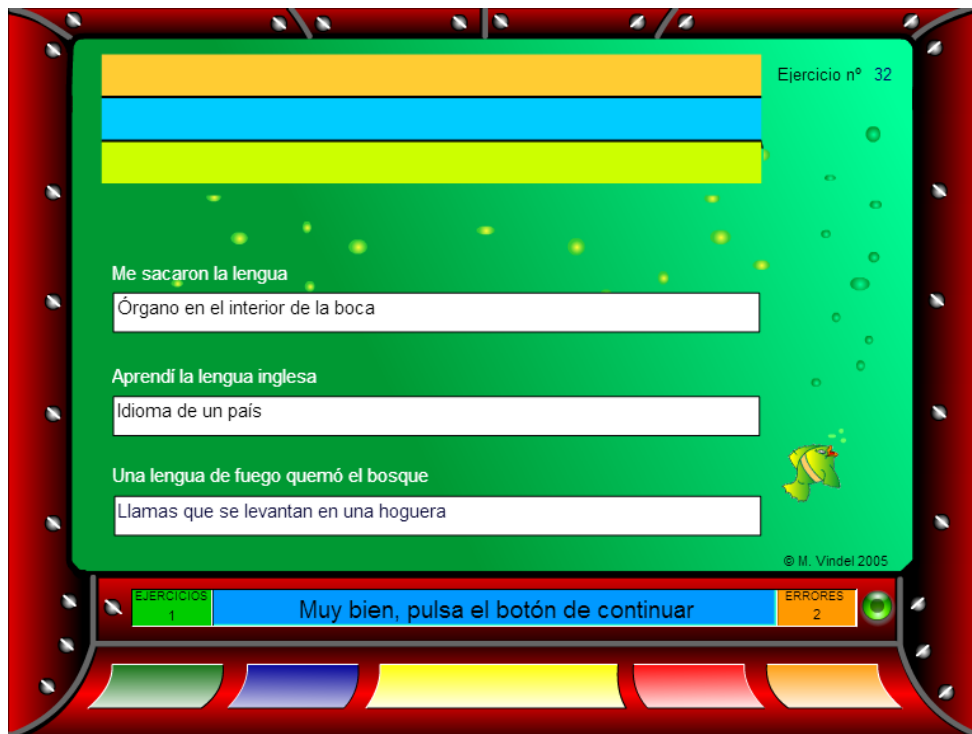 Ejercicio nº 32
Me sacaron la lengua
Órgano en el interior de la boca
Aprendí la lengua inglesa
Idioma de un país
Una lengua de fuego quemó el bosque
Llamas que se levantan en una hoguera
© M. Vindel 2005
EJERCICIOS
1
Muy bien, pulsa el botón de continuar
ERRORES
2